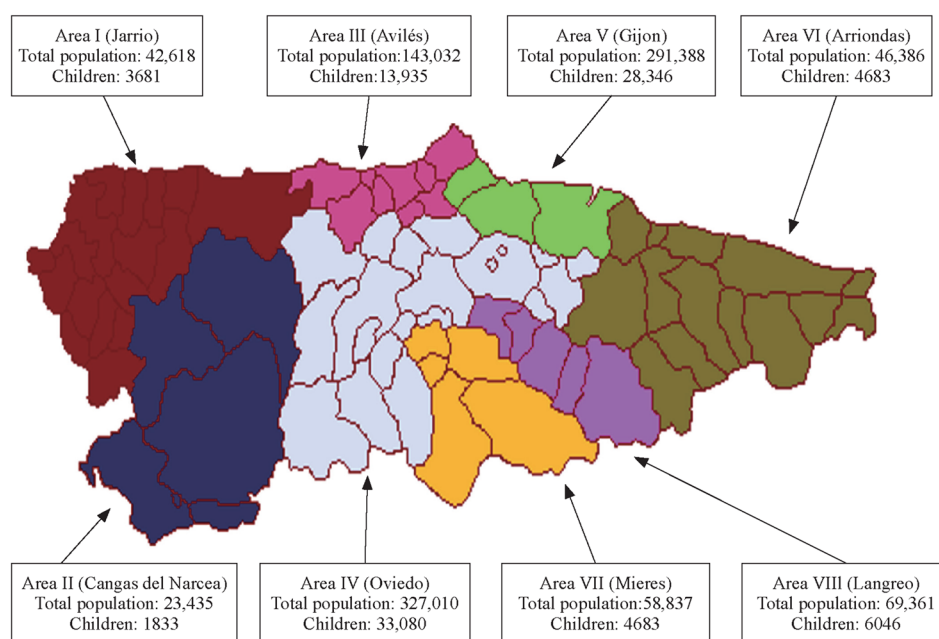 Area I (Jarrio)
Total population: 42,618
Children: 3681
Area III (Avilés)
Total population:143,032
Children:13,935
Area V (Gijon)
Total population: 291,388
Children: 28,346
Area VI (Arriondas)
Total population: 46,386
Children: 4683
Area II (Cangas del Narcea)
Total population: 23,435
Children: 1833
Area IV (Oviedo)
Total population: 327,010
Children: 33,080
Area VII (Mieres)
Total population:58,837
Children: 4683
Area VIII (Langreo)
Total population: 69,361
Children: 6046